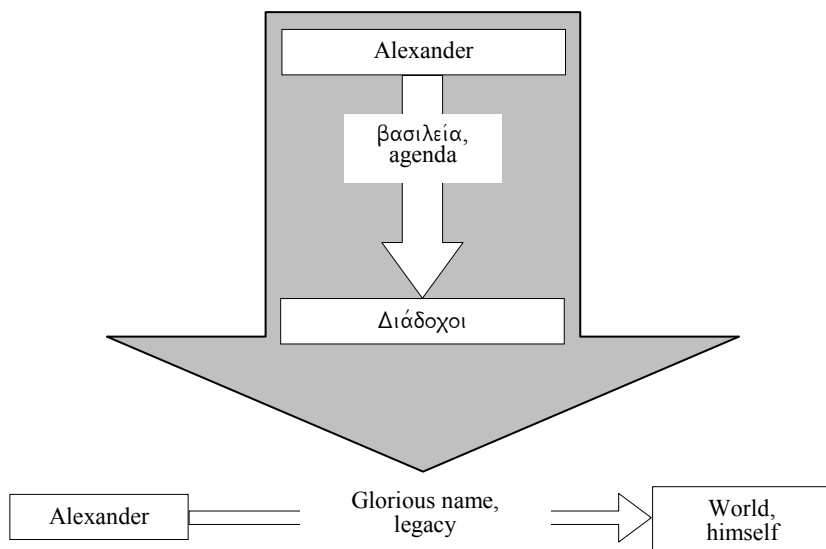 Alexander
βασιλεία,
agenda
Διάδοχοι
Alexander
Glorious name,
legacy
World,
himself